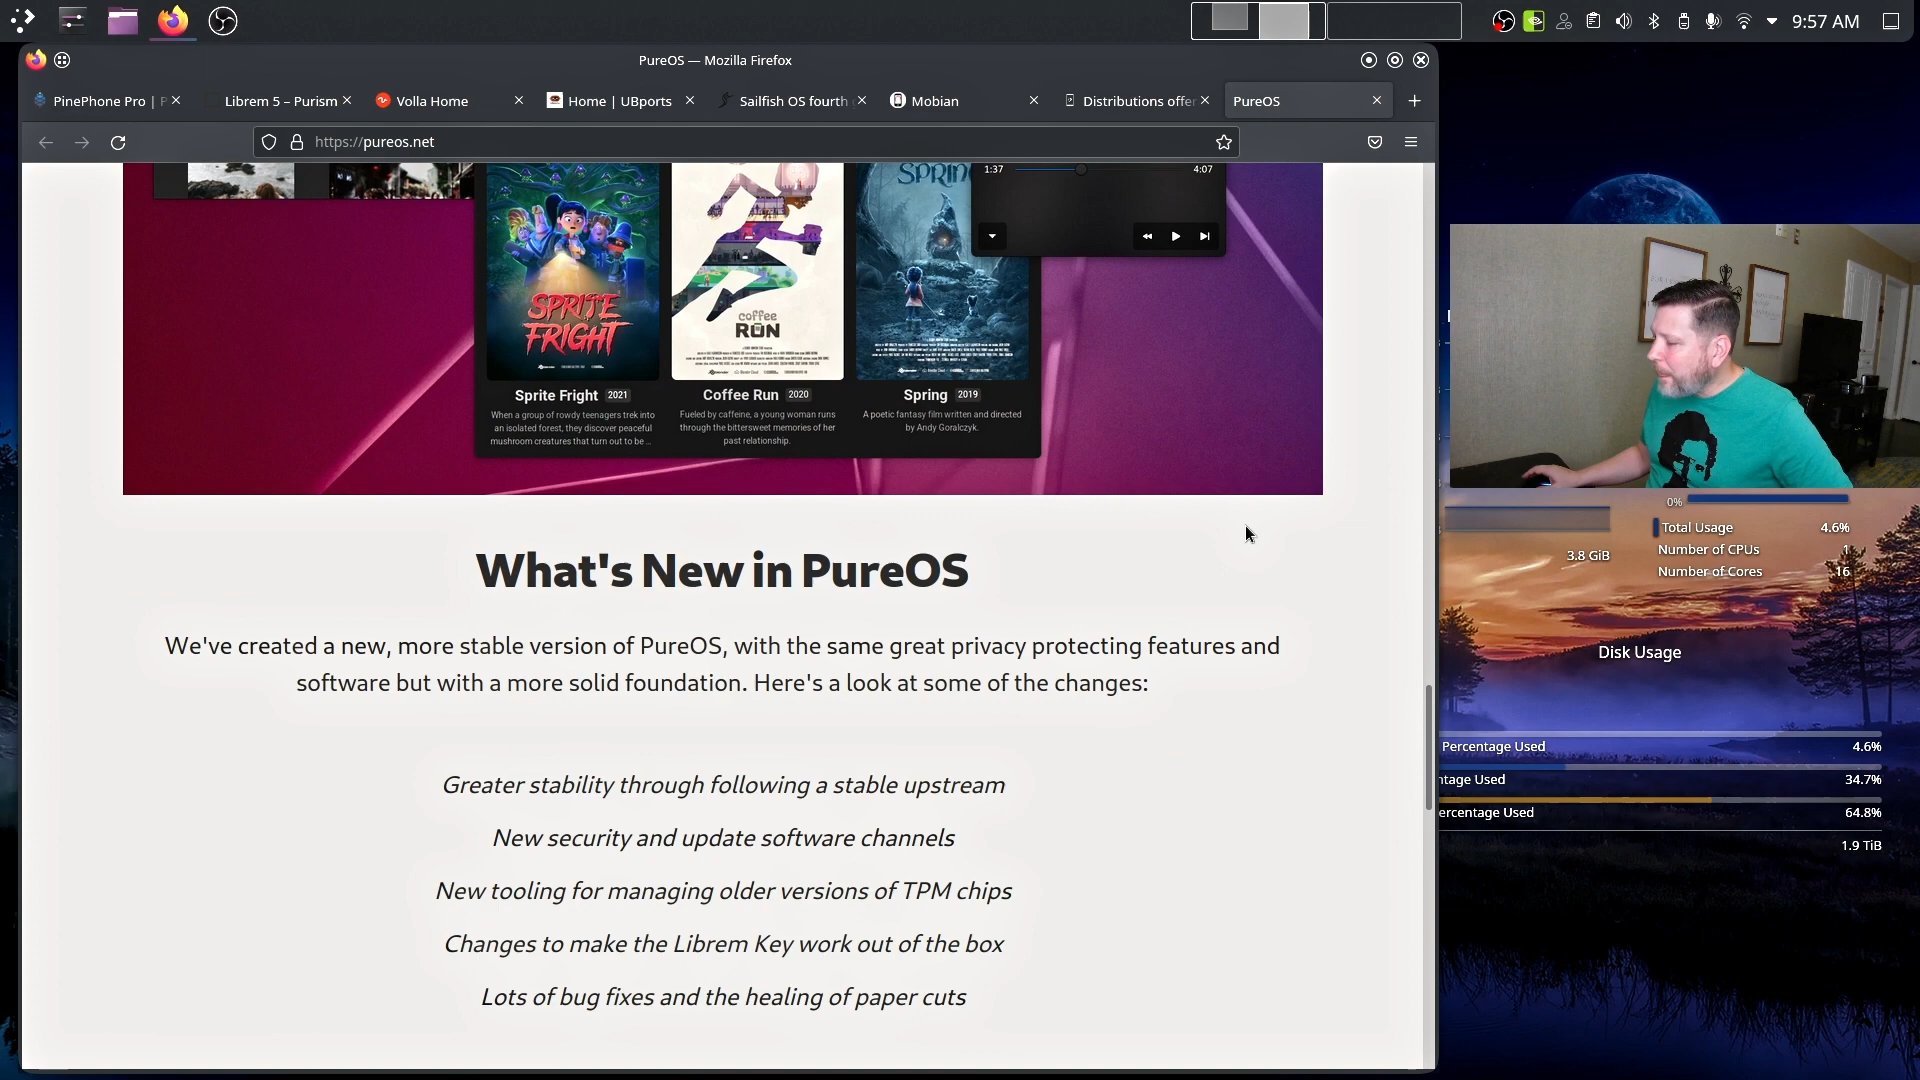 9:57 AM
PureOS — Mozilla Firefox
PinePhone Pro | P
Librem 5 – Purism
Volla Home
Home | UBports
Sailfish OS fourth
Mobian
Distributions offer
PureOS
https://pureos.net
1:37
4:07
SPRING
SPRITE
FRIGHT
coffee
RUN
Sprite Fright 2021
Coffee Run 2020
Spring 2019
When a group of rowdy teenagers trek into
an isolated forest, they discover peaceful
mushroom creatures that turn out to be ...
Fueled by caffeine, a young woman runs
through the bittersweet memories of her
past relationship.
A poetic fantasy film written and directed
by Andy Goralczyk.
What's New in PureOS
We've created a new, more stable version of PureOS, with the same great privacy protecting features and
software but with a more solid foundation. Here's a look at some of the changes:
Greater stability through following a stable upstream
New security and update software channels
New tooling for managing older versions of TPM chips
Changes to make the Librem Key work out of the box
Lots of bug fixes and the healing of paper cuts
0%
3.8 GiB
Total Usage 4.6%
Number of CPUs 1
Number of Cores 16
Disk Usage
Percentage Used 4.6%
ntage Used 34.7%
ercentage Used 64.8%
1.9 TiB